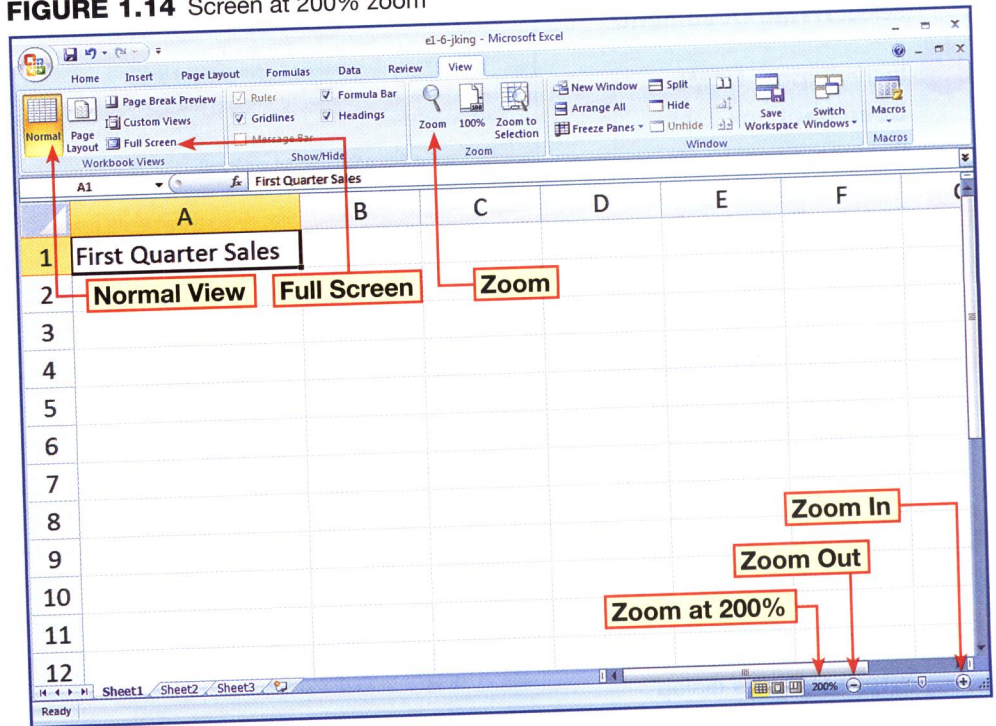 FIGURE 1.14 Screen at 200% zoom
e1-6-jking - Microsoft Excel
Home Insert Page Layout Formulas Data Review View
Normal
Page Layout
Page Break Preview
Custom Views
Full Screen
Workbook Views
Ruler
Gridlines
Message Bar
Formula Bar
Headings
Show/Hide
Zoom
100%
Zoom to Selection
Zoom
New Window
Arrange All
Freeze Panes
Split
Hide
Unhide
Save Workspace
Switch Windows
Window
Macros
Macros
A1 fx First Quarter Sales
A B C D E F
1 First Quarter Sales
2
Normal View Full Screen Zoom
3
4
5
6
7
8
Zoom In
9
Zoom Out
10
Zoom at 200%
11
12
Sheet1 Sheet2 Sheet3
200%
Ready